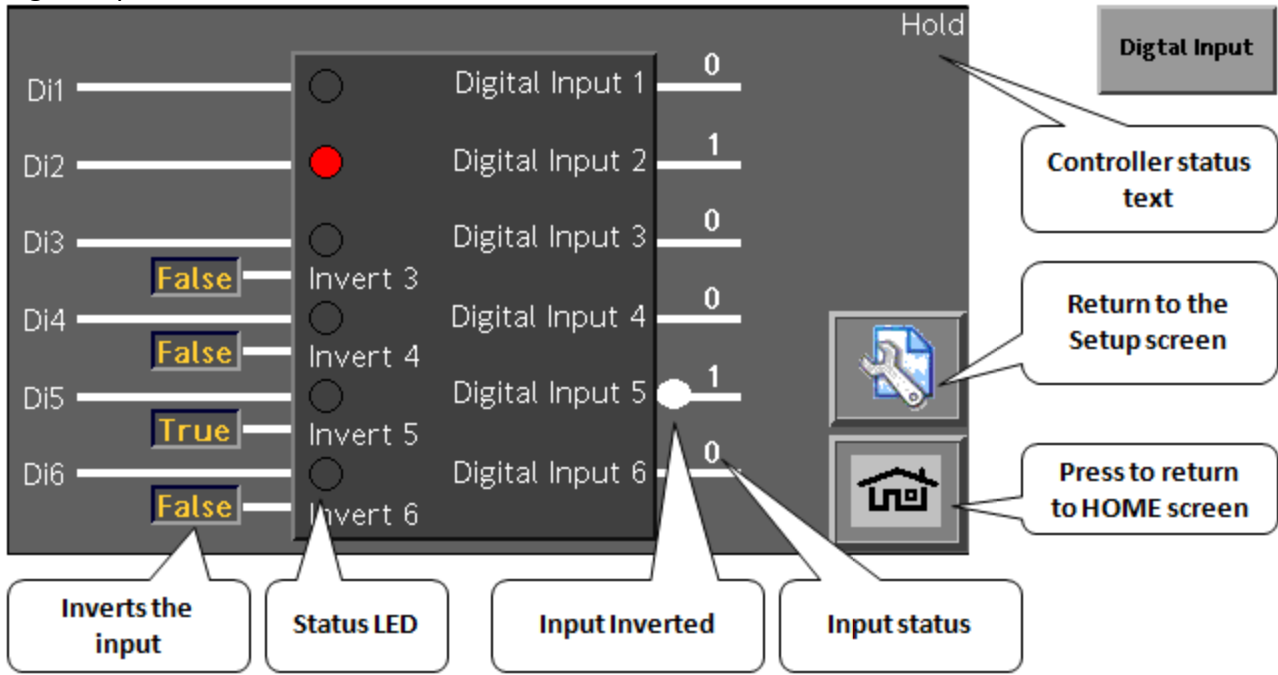 Hold
Digtal Input
Di1
Digital Input 1
0
Di2
Digital Input 2
1
Controller status
text
Di3
Digital Input 3
0
False
Invert 3
Di4
Digital Input 4
0
False
Invert 4
Return to the
Setup screen
Di5
Digital Input 5
1
True
Invert 5
Di6
Digital Input 6
0
False
Invert 6
Press to return
to HOME screen
Inverts the
input
Status LED
Input Inverted
Input status